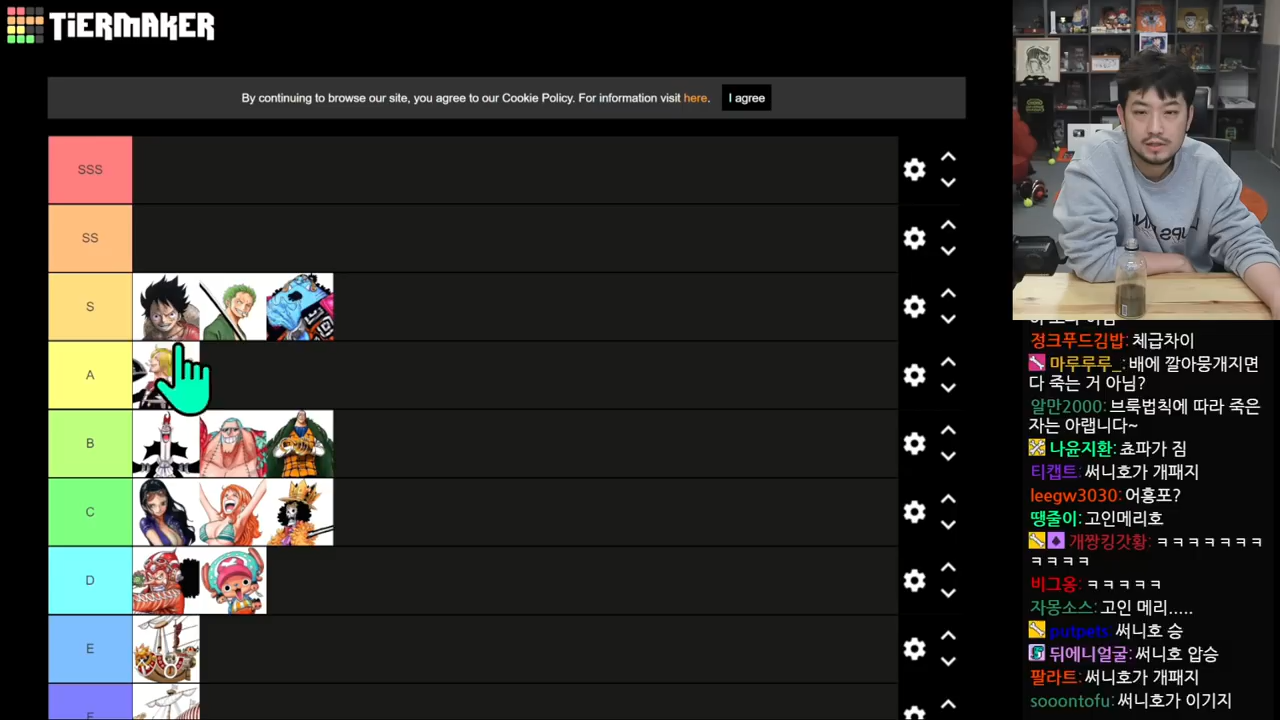 TIERMAKER
By continuing to browse our site, you agree to our Cookie Policy. For information visit here. I agree
SSS
SS
S
A
B
C
D
E
정크푸드김밥: 체급차이
마루루루_: 배에 깔아뭉개지면
다 죽는 거 아님?
알만2000: 브룩법칙에 따라 죽은
자는 아랩니다~
나윤지환: 쵸파가 짐
티캡트: 써니호가 개패지
leegw3030: 어흥포?
땡줄이: 고인메리호
개짱킹갓황: ㅋㅋㅋㅋㅋㅋㅋ
ㅋㅋㅋㅋ
비그옹: ㅋㅋㅋㅋㅋ
자몽소스: 고인 메리.....
putpets: 써니호 승
뒤에니얼굴: 써니호 압승
팔라트: 써니호가 개패지
sooontofu: 써니호가 이기지